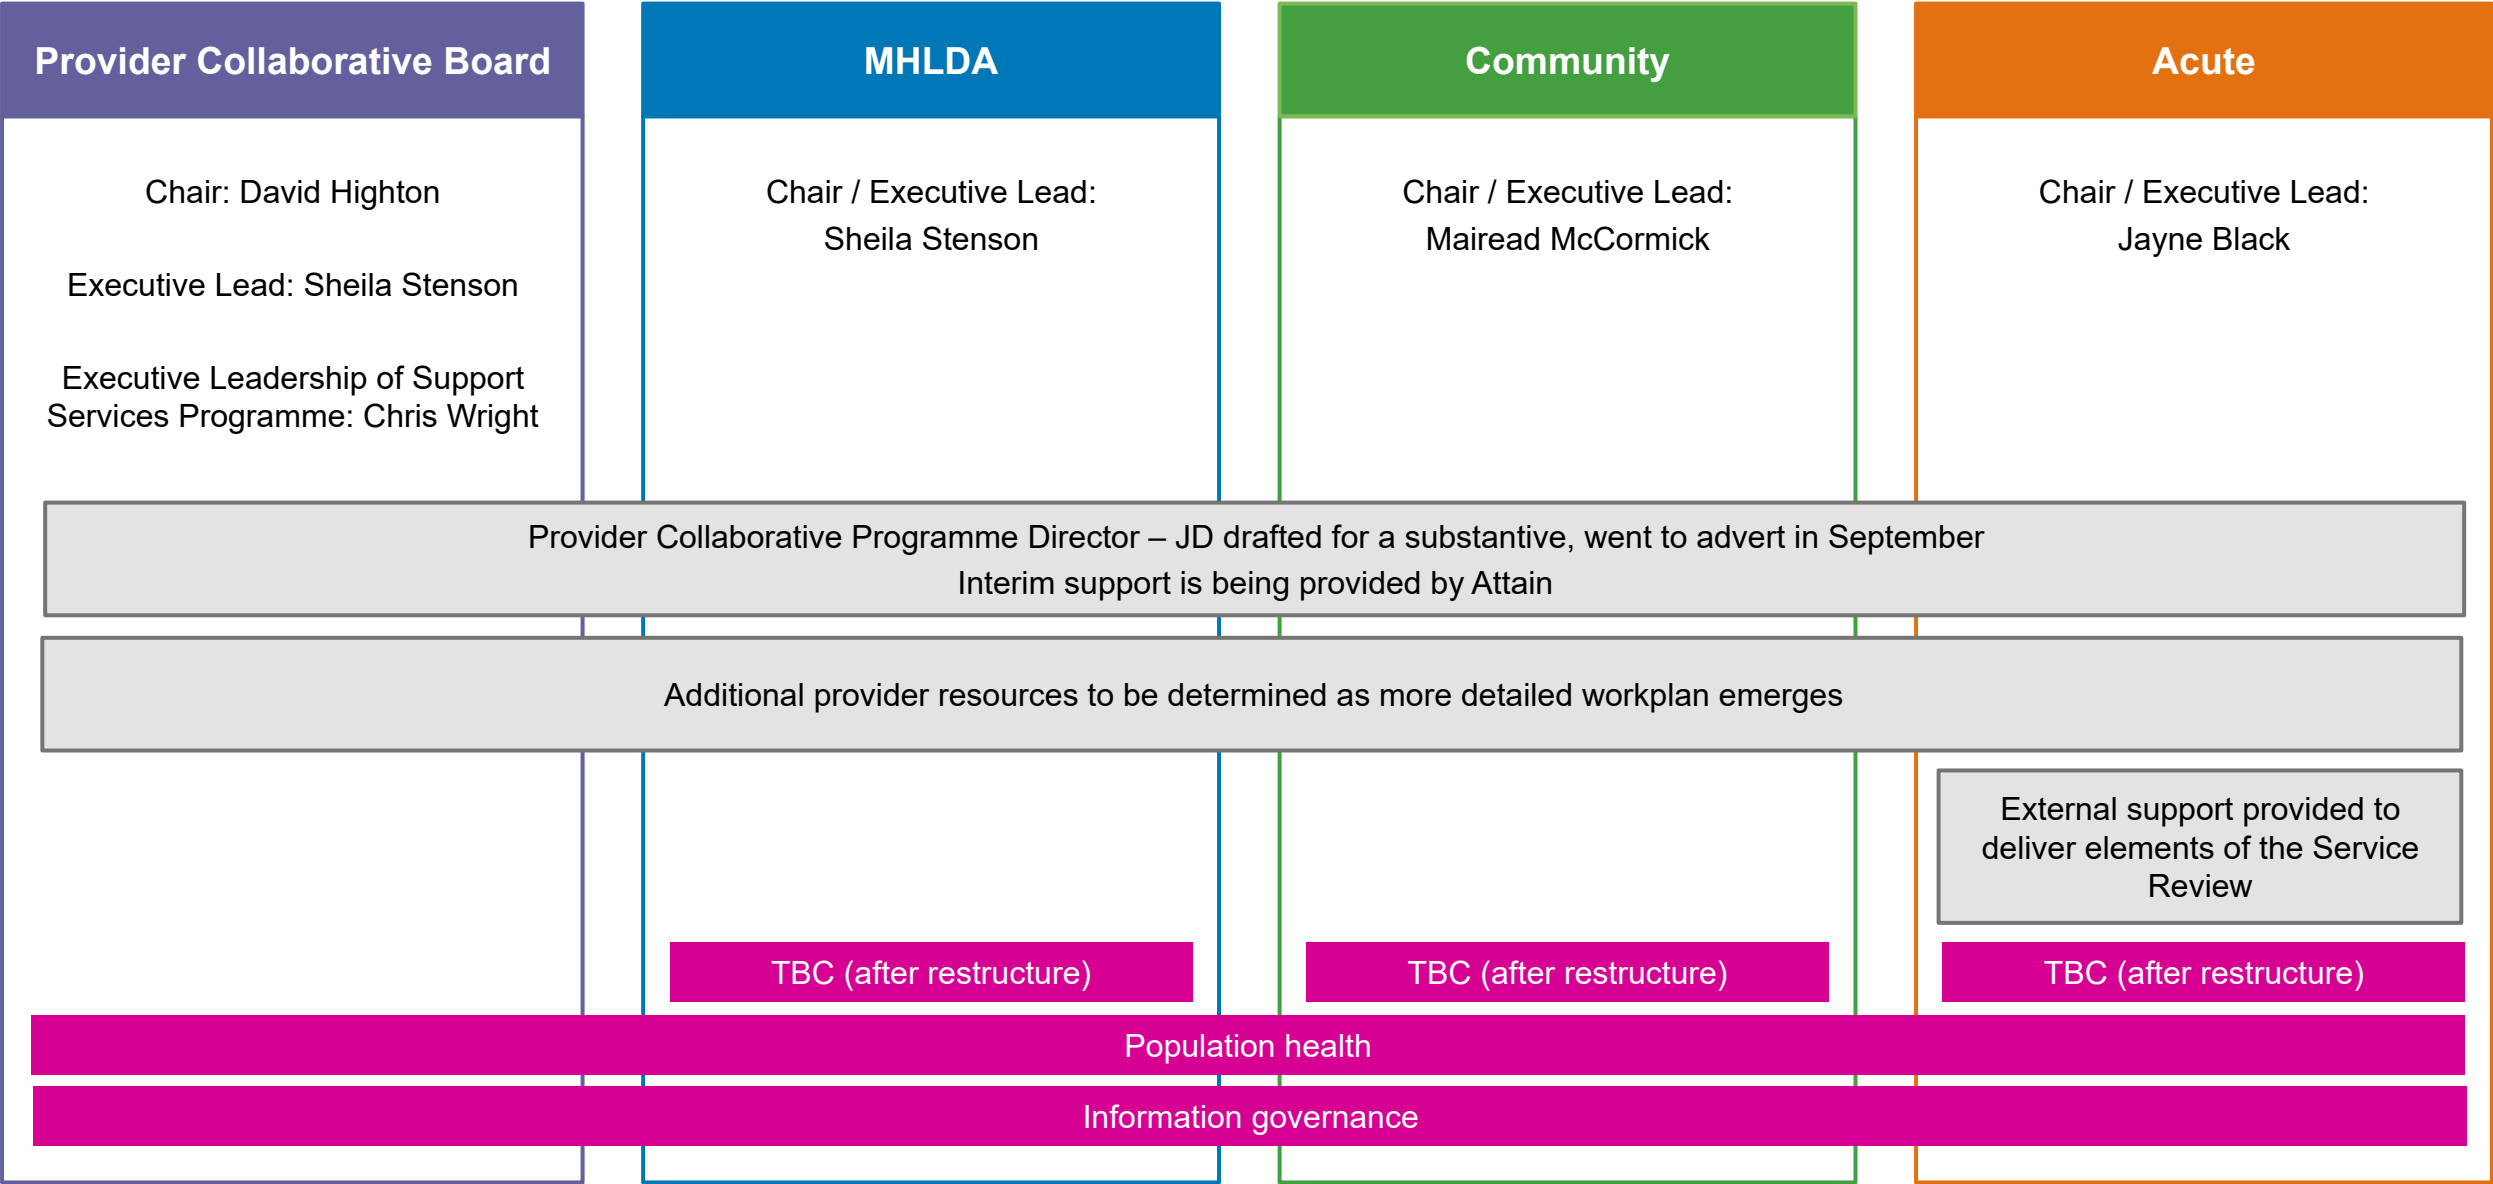 Provider Collaborative Board
Chair: David Highton
Executive Lead: Sheila Stenson
Executive Leadership of Support
Services Programme: Chris Wright
MHLDA
Chair / Executive Lead:
Sheila Stenson
Community
Chair / Executive Lead:
Mairead McCormick
Acute
Chair / Executive Lead:
Jayne Black
Provider Collaborative Programme Director – JD drafted for a substantive, went to advert in September
Interim support is being provided by Attain
Additional provider resources to be determined as more detailed workplan emerges
External support provided to
deliver elements of the Service
Review
TBC (after restructure)
TBC (after restructure)
TBC (after restructure)
Population health
Information governance